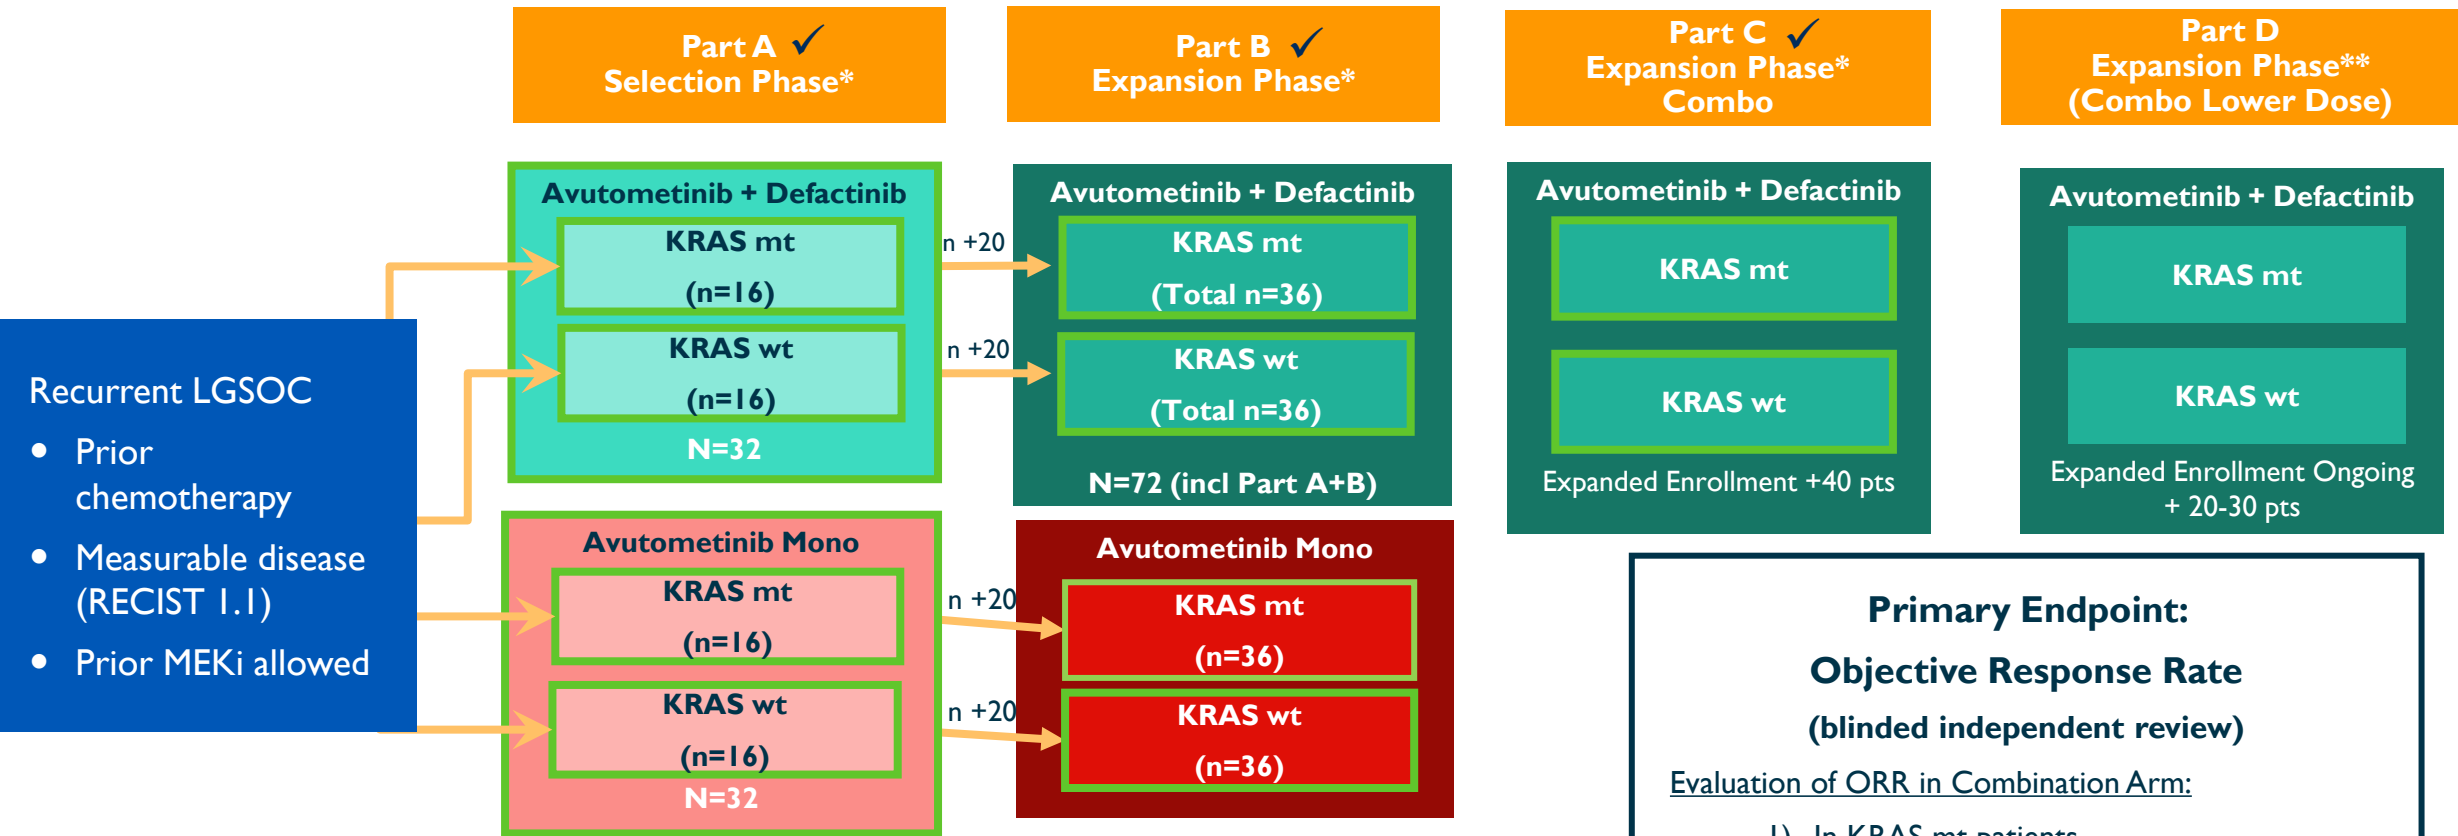 Part A ✓
Selection Phase*
Part B ✓
Expansion Phase*
Part C ✓
Expansion Phase*
Combo
Part D
Expansion Phase**
(Combo Lower Dose)
Recurrent LGSOC
• Prior
chemotherapy
• Measurable disease
(RECIST 1.1)
• Prior MEKi allowed
Avutometinib + Defactinib
KRAS mt
(n=16)
KRAS wt
(n=16)
N=32
n +20
n +20
Avutometinib + Defactinib
KRAS mt
(Total n=36)
KRAS wt
(Total n=36)
N=72 (incl Part A+B)
Avutometinib + Defactinib
KRAS mt
KRAS wt
Expanded Enrollment +40 pts
Avutometinib + Defactinib
KRAS mt
KRAS wt
Expanded Enrollment Ongoing
+ 20-30 pts
Avutometinib Mono
KRAS mt
(n=16)
KRAS wt
(n=16)
N=32
n +20
n +20
Avutometinib Mono
KRAS mt
(n=36)
KRAS wt
(n=36)
Primary Endpoint:
Objective Response Rate
(blinded independent review)
Evaluation of ORR in Combination Arm:
1) In KRAS mt patients